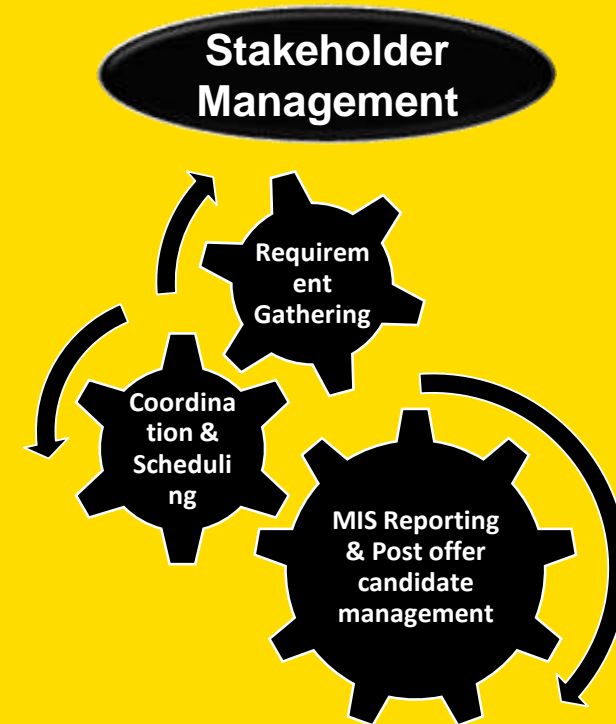 Stakeholder
Management
Requirem
ent
Gathering
Coordina
tion &
Scheduli
ng
MIS Reporting
& Post offer
candidate
management